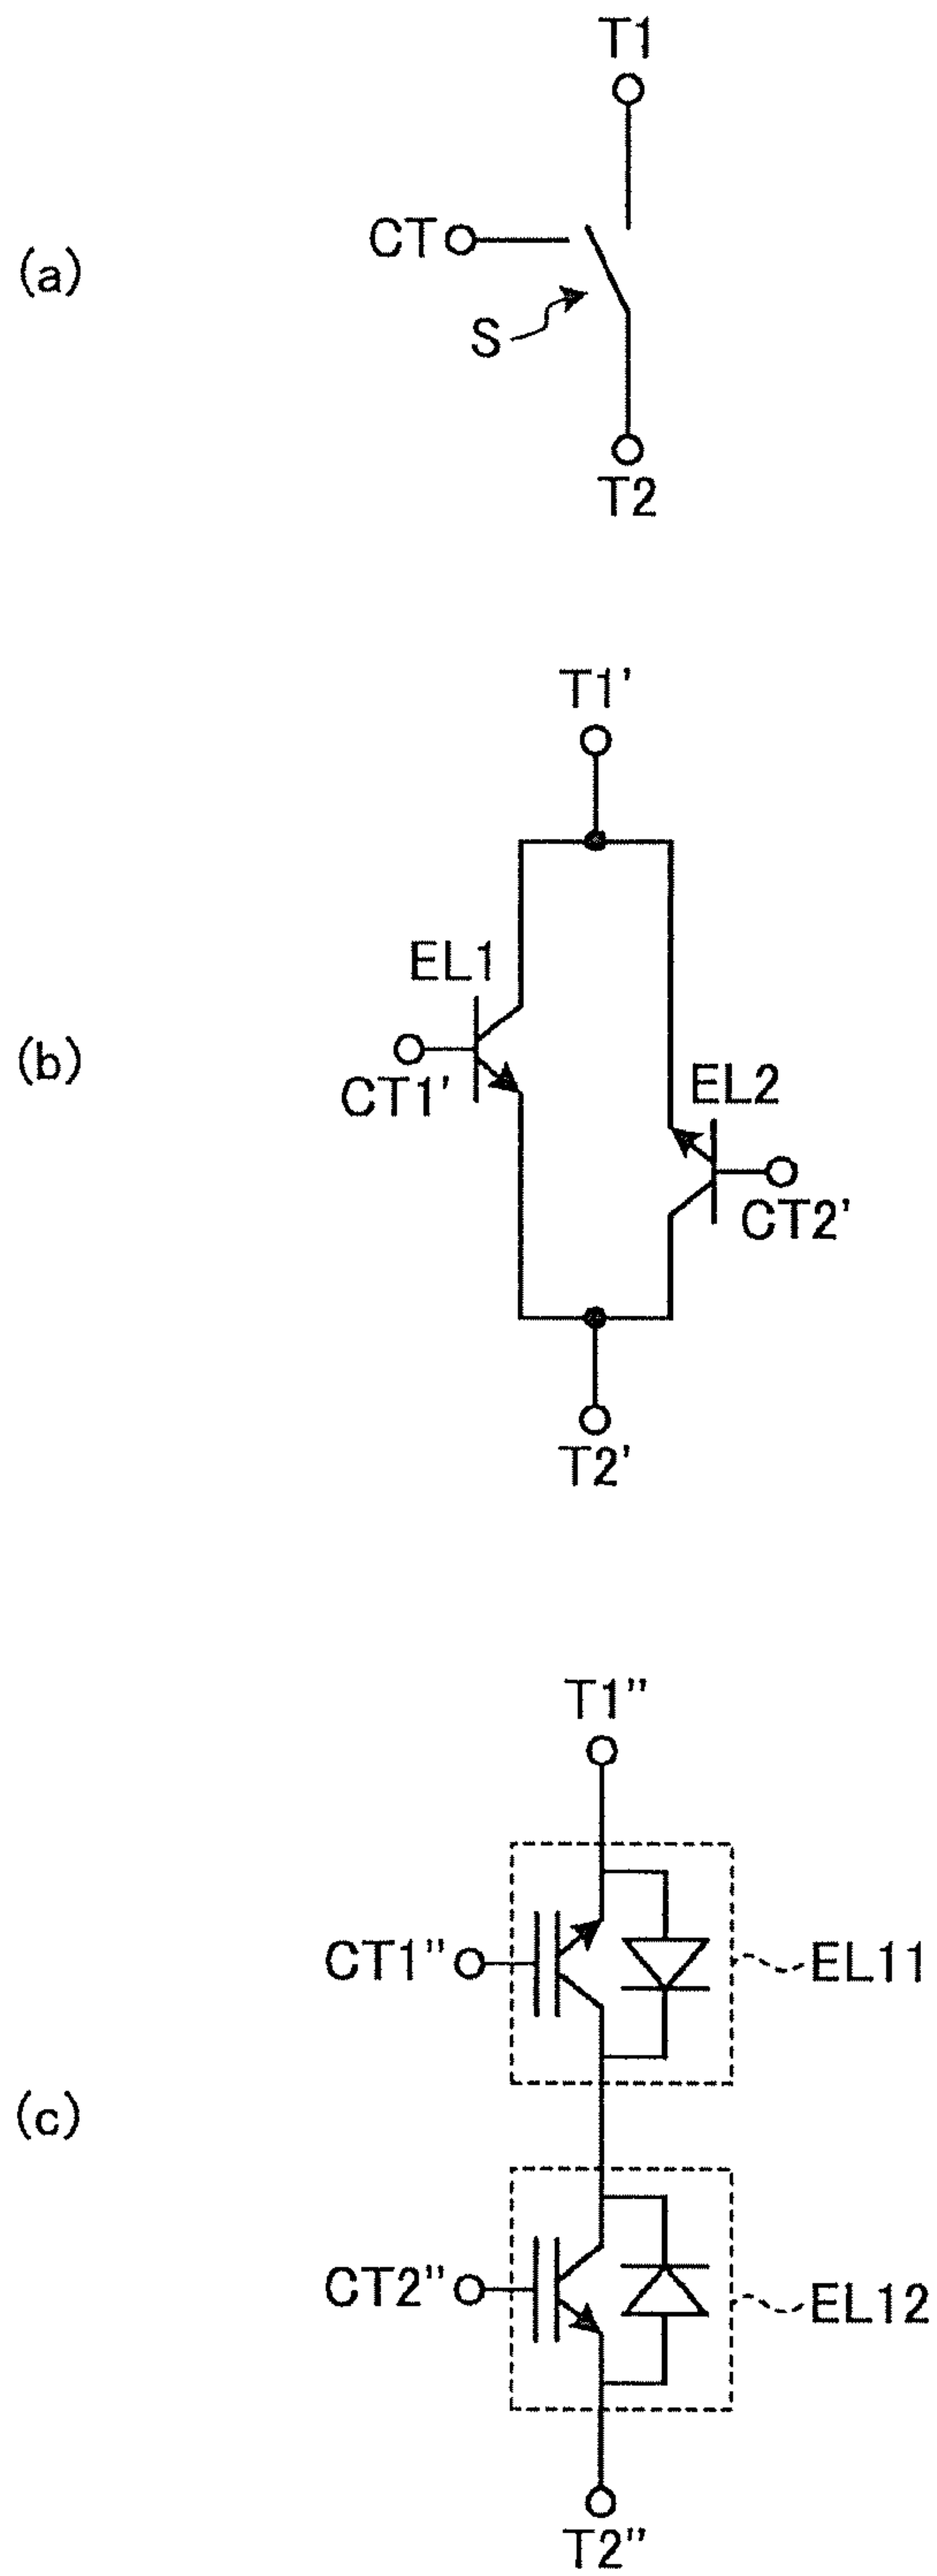 (a)
T1
CT
S
T2
(b)
T1'
EL1
CT1'
EL2
CT2'
T2'
(c)
T1"
CT1"
EL11
CT2"
EL12
T2"